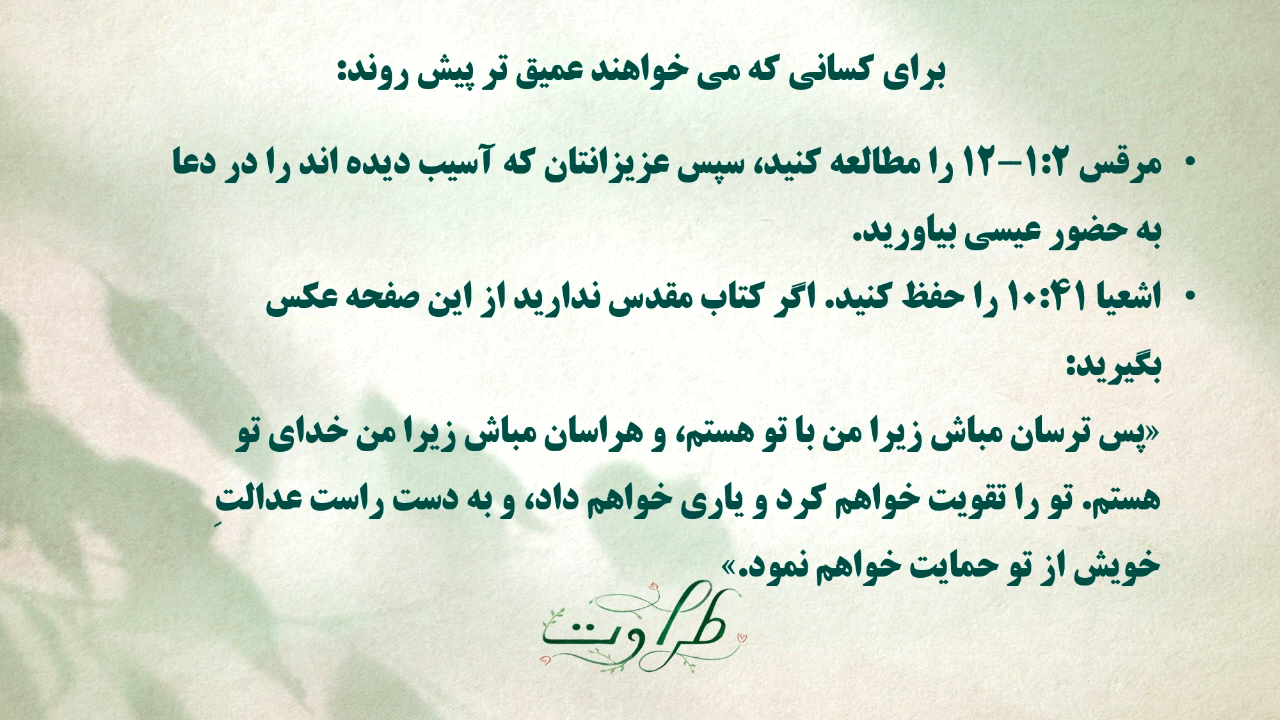 برای کسانی که می خواهند عمیق تر پیش روند:
• مرقس ۱:۲-۱۲ را مطالعه کنید، سپس عزیزانتان که آسیب دیده اند را در دعا
به حضور عیسی بیاورید.
• اشعیا ۱۰:۴۱ را حفظ کنید. اگر کتاب مقدس ندارید از این صفحه عکس
بگیرید:
«پس ترسان مباش زیرا من با تو هستم، و هراسان مباش زیرا من خدای تو
هستم. تو را تقویت خواهم کرد و یاری خواهم داد، و به دست راست عدالتِ
خویش از تو حمایت خواهم نمود.»
طراوت